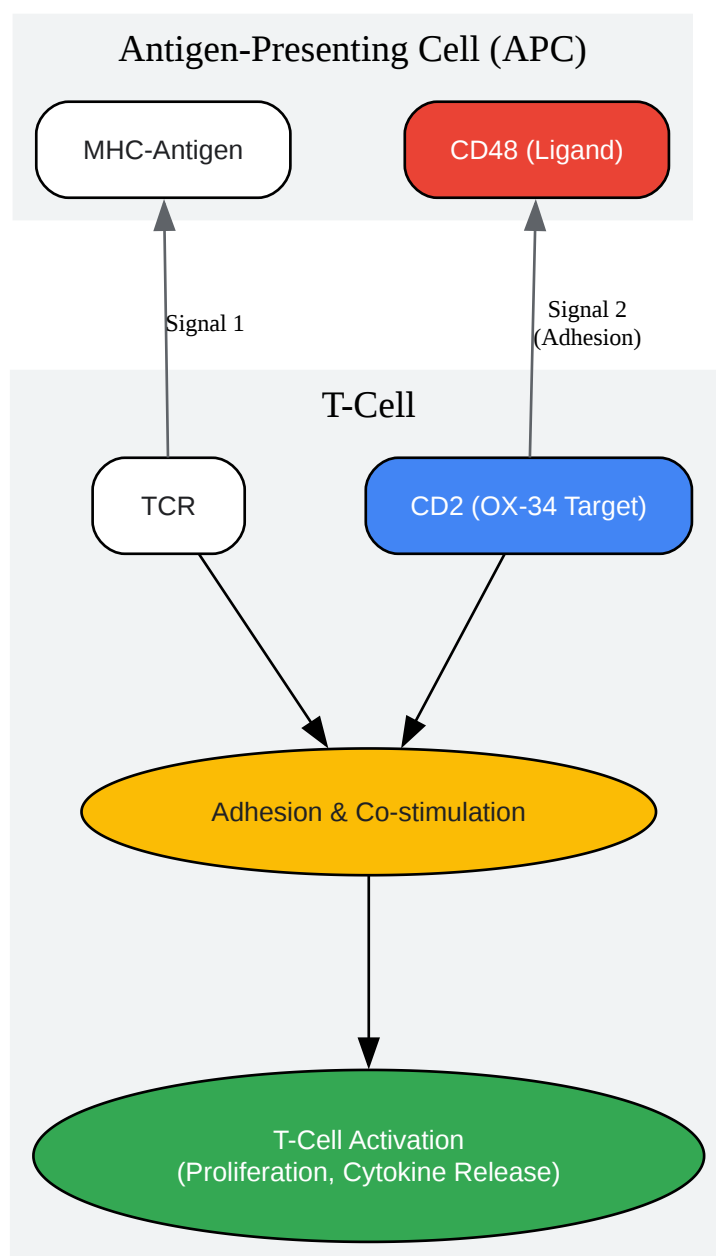 Antigen-Presenting Cell (APC)
MHC-Antigen
CD48 (Ligand)
Signal 1
Signal 2
(Adhesion)
T-Cell
TCR
CD2 (OX-34 Target)
Adhesion & Co-stimulation
T-Cell Activation
(Proliferation, Cytokine Release)